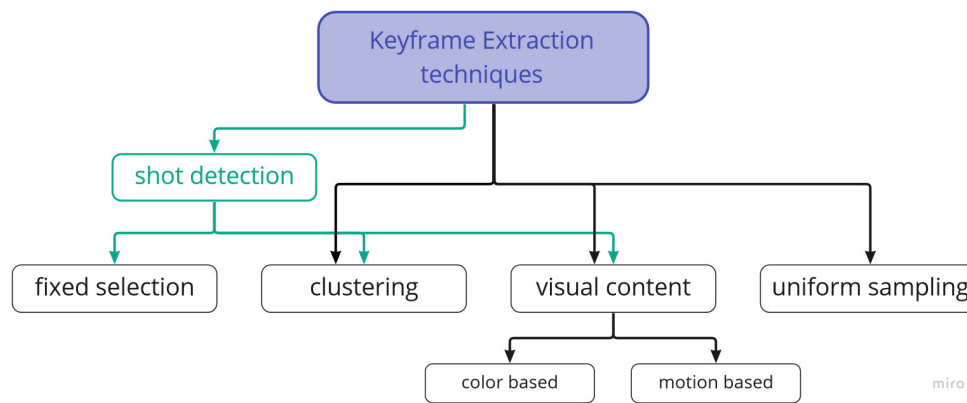 Keyframe Extraction
techniques
shot detection
fixed selection
clustering
visual content
uniform sampling
color based
motion based
miro